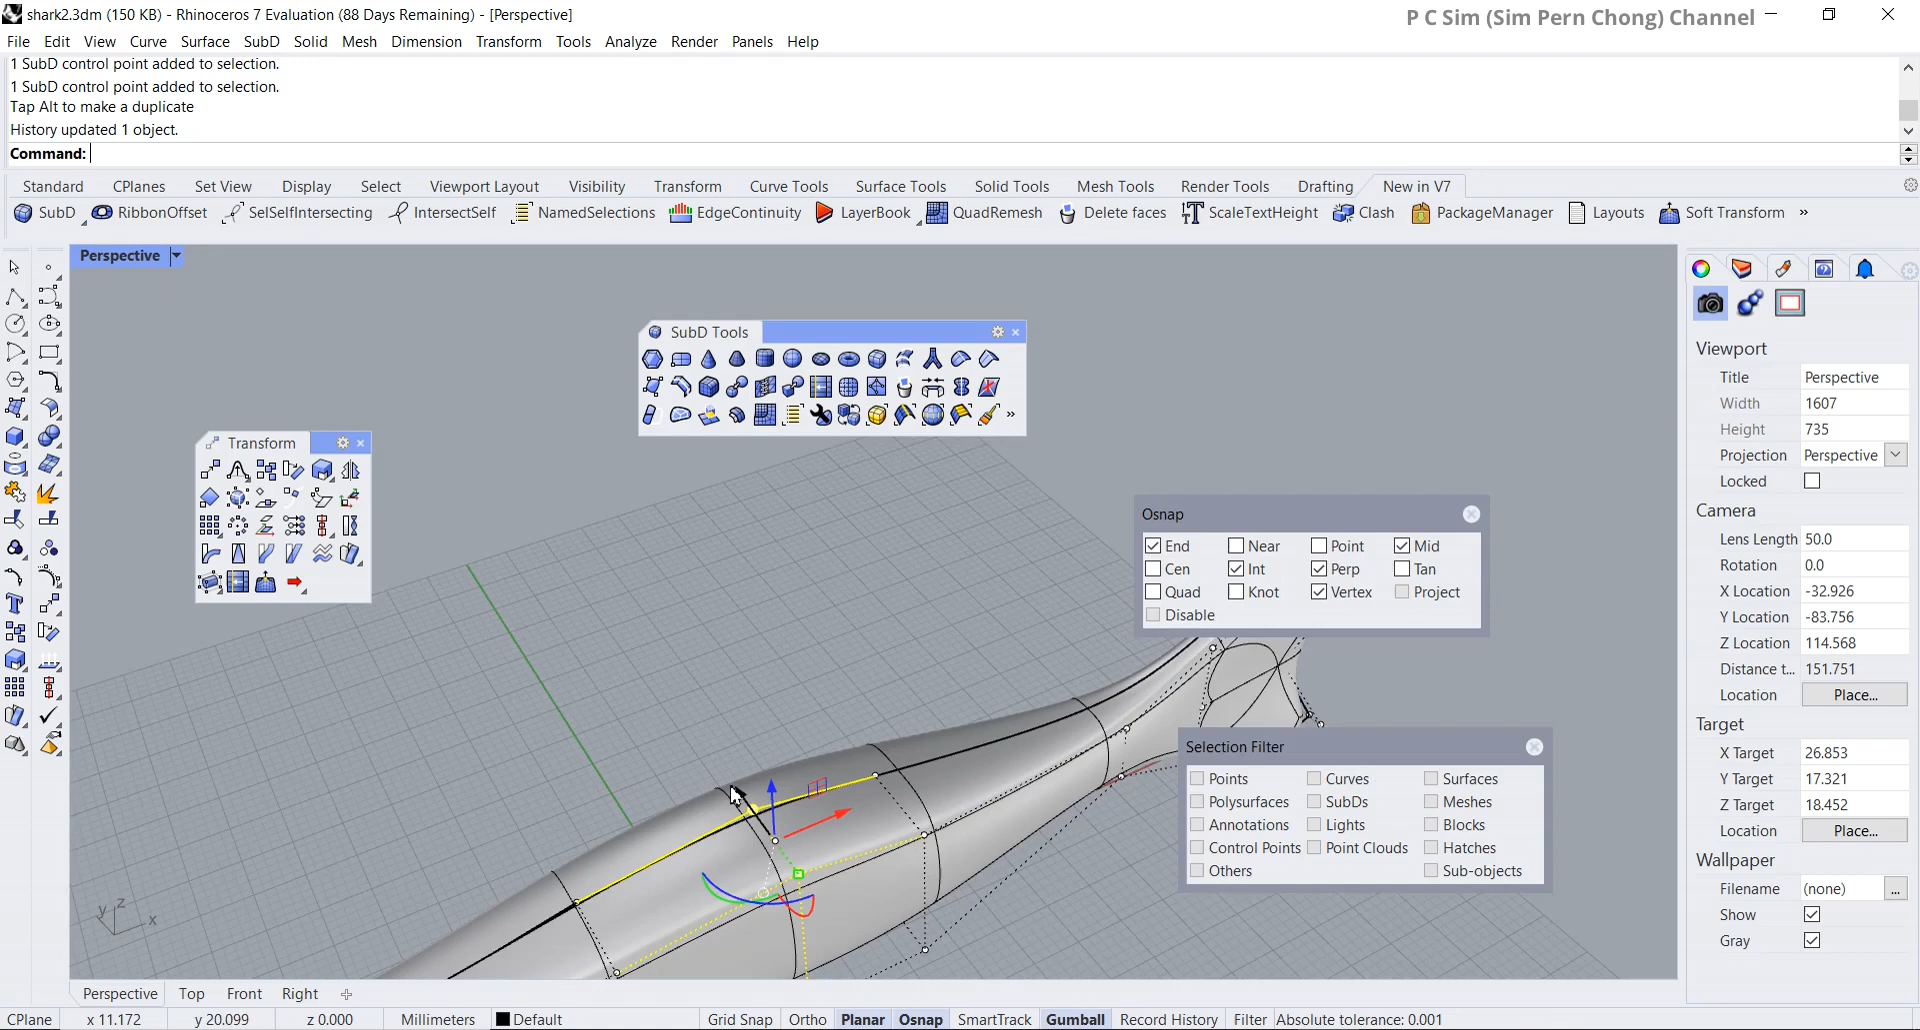 shark2.3dm (150 KB) - Rhinoceros 7 Evaluation (88 Days Remaining) - [Perspective]
P C Sim (Sim Pern Chong) Channel
File Edit View Curve Surface SubD Solid Mesh Dimension Transform Tools Analyze Render Panels Help
1 SubD control point added to selection.
1 SubD control point added to selection.
Tap Alt to make a duplicate
History updated 1 object.
Command:
Standard CPlanes Set View Display Select Viewport Layout Visibility Transform Curve Tools Surface Tools Solid Tools Mesh Tools Render Tools Drafting New in V7
SubD RibbonOffset SelSelfIntersecting IntersectSelf NamedSelections EdgeContinuity LayerBook QuadRemesh Delete faces ScaleTextHeight Clash PackageManager Layouts Soft Transform »
Perspective
SubD Tools
»
Transform
Osnap
End Near Point Mid
Cen Int Perp Tan
Quad Knot Vertex Project
Disable
Selection Filter
Points Curves Surfaces
Polysurfaces SubDs Meshes
Annotations Lights Blocks
Control Points Point Clouds Hatches
Others Sub-objects
Viewport
Title Perspective
Width 1607
Height 735
Projection Perspective
Locked
Camera
Lens Length 50.0
Rotation 0.0
X Location -32.926
Y Location -83.756
Z Location 114.568
Distance t... 151.751
Location Place...
Target
X Target 26.853
Y Target 17.321
Z Target 18.452
Location Place...
Wallpaper
Filename (none) ...
Show
Gray
z
y
x
Perspective Top Front Right
CPlane x 11.172 y 20.099 z 0.000 Millimeters Default Grid Snap Ortho Planar Osnap SmartTrack Gumball Record History Filter Absolute tolerance: 0.001